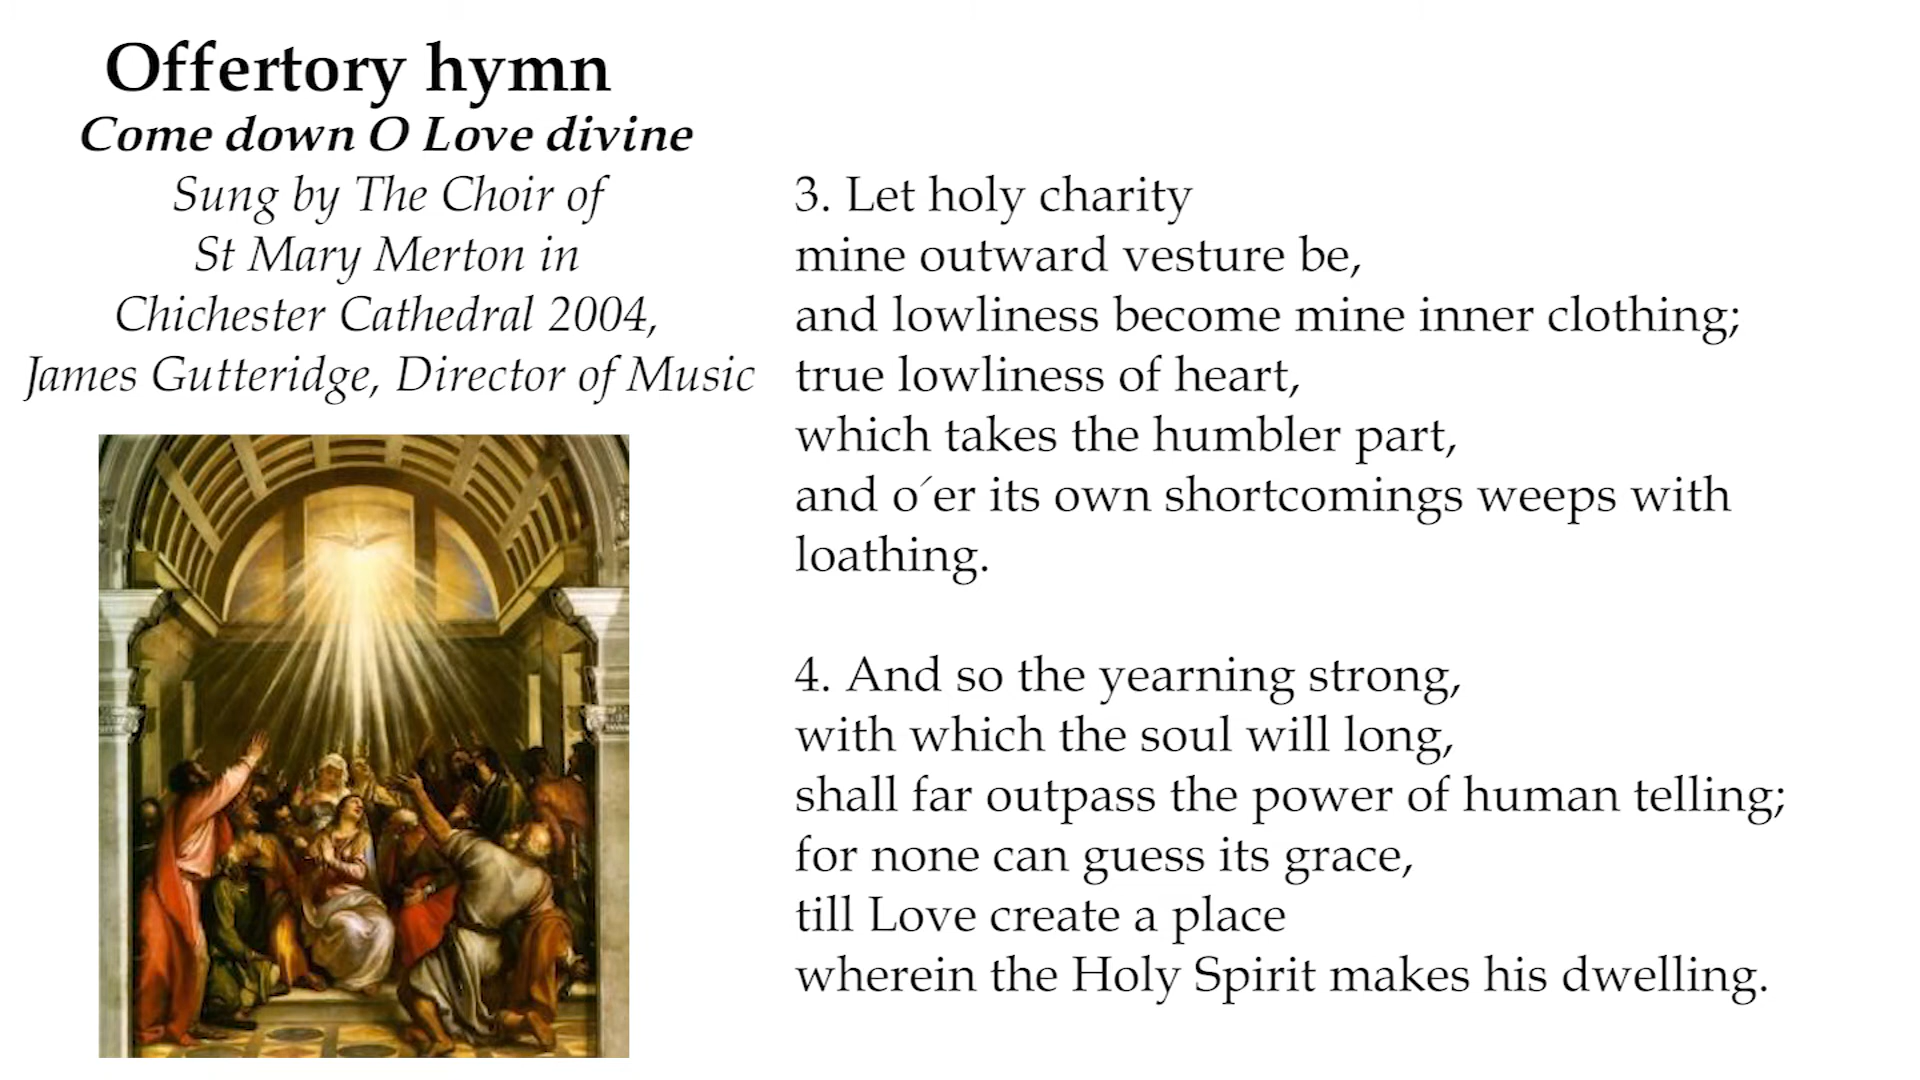 Offertory hymn
Come down O Love divine
Sung by The Choir of
St Mary Merton in
Chichester Cathedral 2004,
James Gutteridge, Director of Music
3. Let holy charity
mine outward vesture be,
and lowliness become mine inner clothing;
true lowliness of heart,
which takes the humbler part,
and o´er its own shortcomings weeps with
loathing.
4. And so the yearning strong,
with which the soul will long,
shall far outpass the power of human telling;
for none can guess its grace,
till Love create a place
wherein the Holy Spirit makes his dwelling.